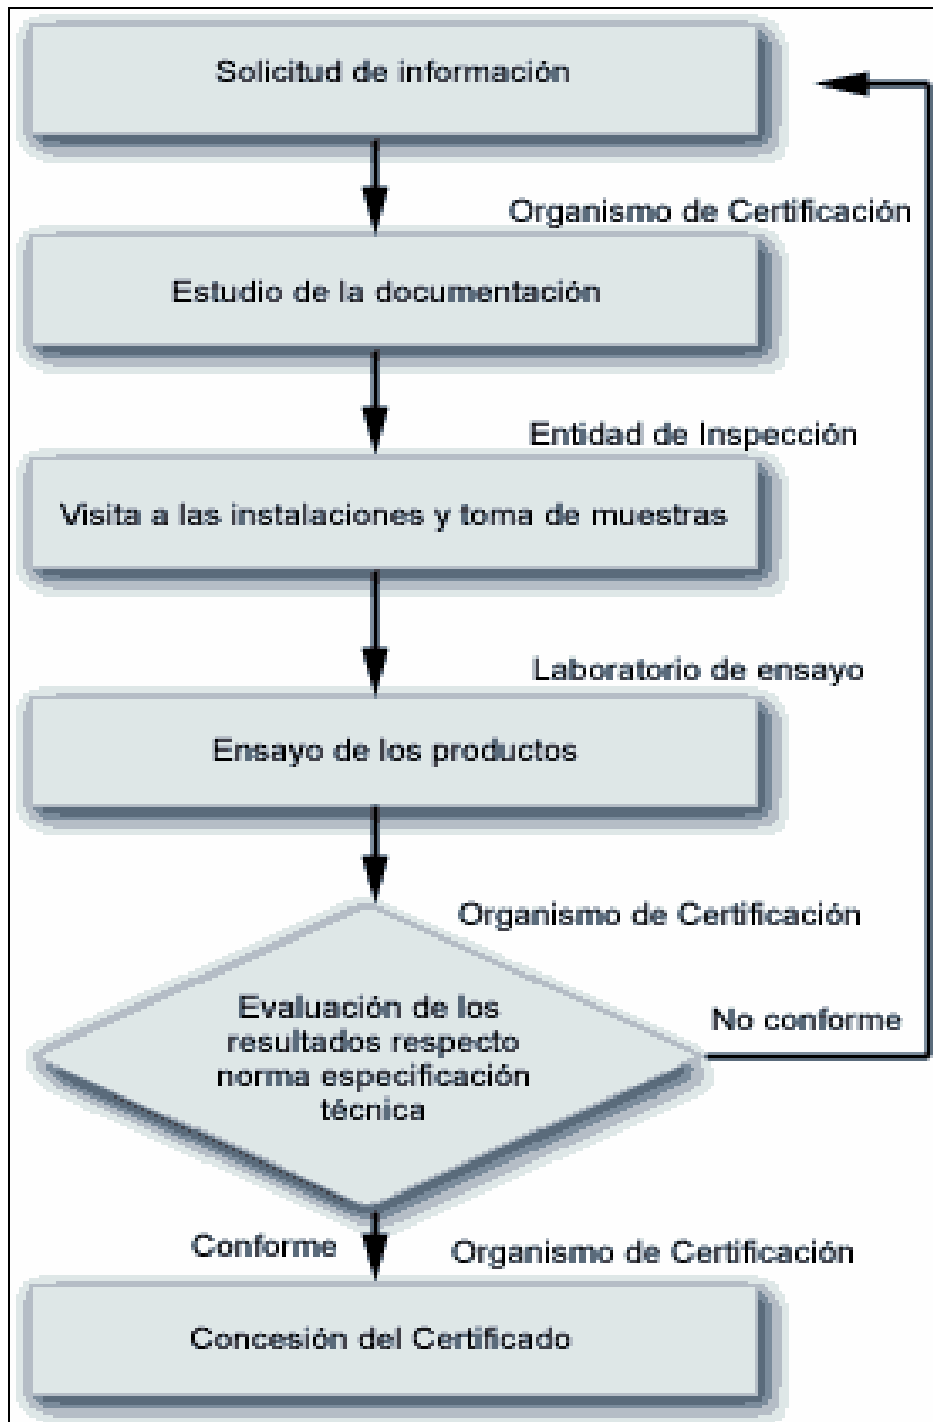 Solicitud de información
Organismo de Certificación
Estudio de la documentación
Entidad de Inspección
Visita a las instalaciones y toma de muestras
Laboratorio de ensayo
Ensayo de los productos
Organismo de Certificación
Evaluación de los
resultados respecto
norma especificación
técnica
No conforme
Conforme
Organismo de Certificación
Concesión del Certificado